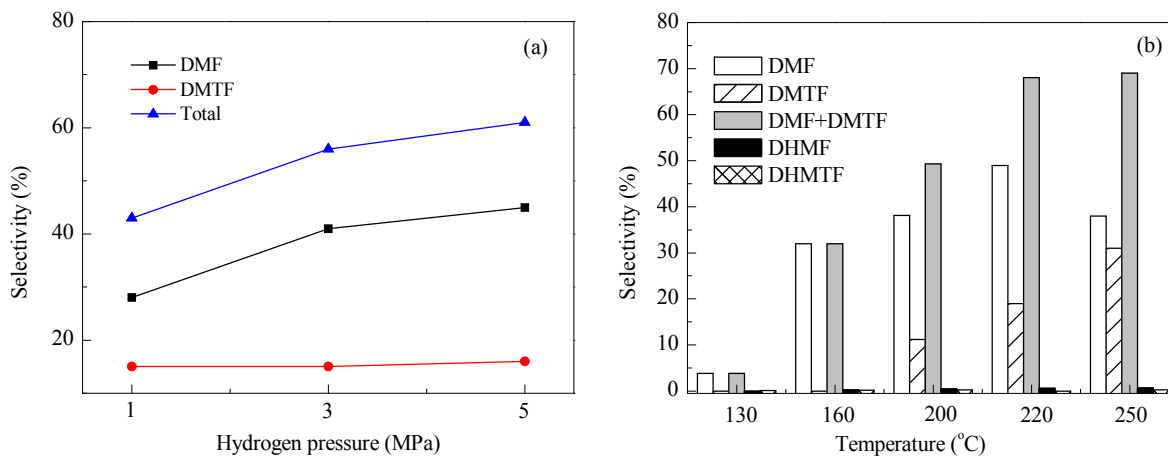 80
60
40
20
Selectivity (%)
(a)
DMF
DMTF
Total
1 3 5
Hydrogen pressure (MPa)
80
70
60
50
40
30
20
10
0
Selectivity (%)
(b)
DMF
DMTF
DMF+DMTF
DHMF
DHMTF
130 160 200 220 250
Temperature (°C)